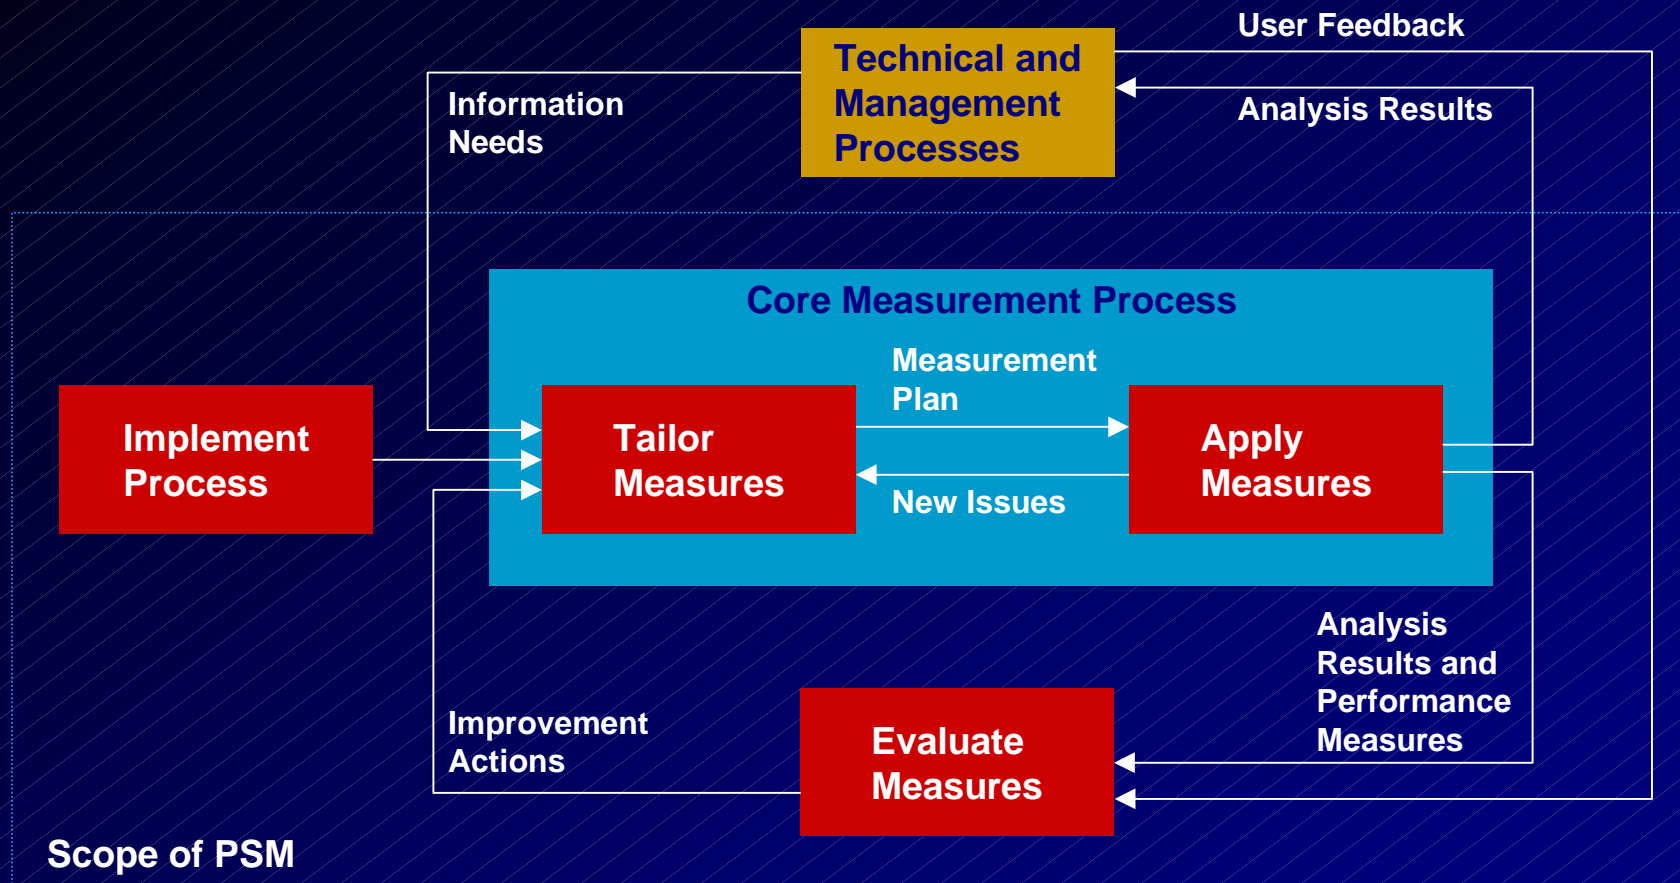 User Feedback
Technical and
Management
Processes
Information
Needs
Analysis Results
Core Measurement Process
Measurement
Plan
Implement
Process
Tailor
Measures
Apply
Measures
New Issues
Analysis
Results and
Performance
Measures
Improvement
Actions
Evaluate
Measures
Scope of PSM